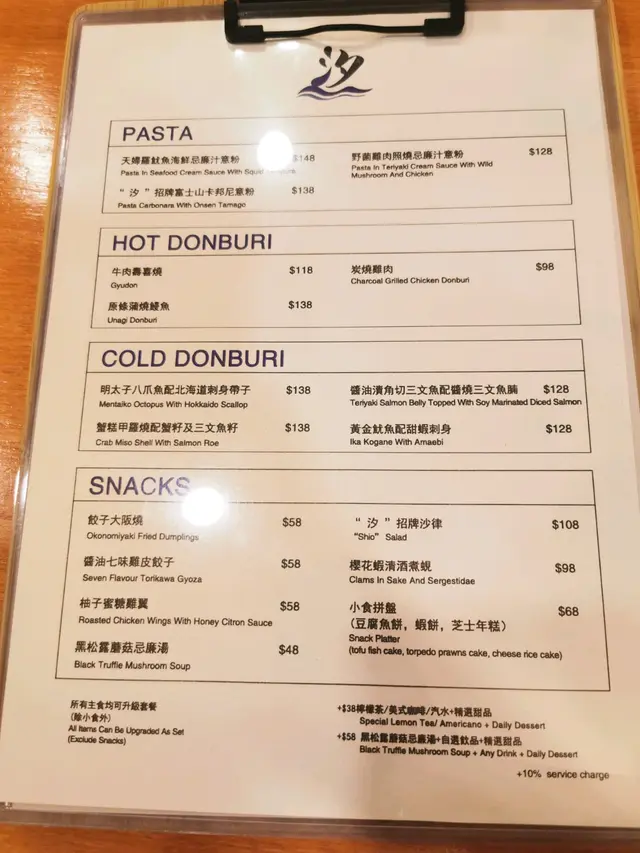 汐
PASTA
天婦羅魷魚海鮮忌廉汁意粉 $148
Pasta In Seafood Cream Sauce With Squid
“ 汐 ” 招牌富士山卡邦尼意粉 $138
Pasta Carbonara With Onsen Tamago
野菌雞肉照燒忌廉汁意粉 $128
Pasta In Teriyaki Cream Sauce With Wild
Mushroom And Chicken
HOT DONBURI
牛肉壽喜燒 $118
Gyudon
原條蒲燒鰻魚 $138
Unagi Donburi
炭燒雞肉 $98
Charcoal Grilled Chicken Donburi
COLD DONBURI
明太子八爪魚配北海道刺身帶子 $138
Mentaiko Octopus With Hokkaido Scallop
蟹糕甲羅燒配蟹籽及三文魚籽 $138
Crab Miso Shell With Salmon Roe
醬油漬角切三文魚配醬燒三文魚腩 $128
Teriyaki Salmon Belly Topped With Soy Marinated Diced Salmon
黃金魷魚配甜蝦刺身 $128
Ika Kogane With Amaebi
SNACKS
餃子大阪燒 $58
Okonomiyaki Fried Dumplings
醬油七味雞皮餃子 $58
Seven Flavour Torikawa Gyoza
柚子蜜糖雞翼 $58
Roasted Chicken Wings With Honey Citron Sauce
黑松露蘑菇忌廉湯 $48
Black Truffle Mushroom Soup
“ 汐 ” 招牌沙律 $108
“Shio” Salad
櫻花蝦清酒煮蜆 $98
Clams In Sake And Sergestidae
小食拼盤 $68
(豆腐魚餅，蝦餅，芝士年糕)
Snack Platter
(tofu fish cake, torpedo prawns cake, cheese rice cake)
所有主食均可升級套餐
(除小食外)
All Items Can Be Upgraded As Set
(Exclude Snacks)
+$38檸檬茶/美式咖啡/汽水+精選甜品
Special Lemon Tea/ Americano + Daily Dessert
+$58 黑松露蘑菇忌廉湯+自選飲品+精選甜品
Black Truffle Mushroom Soup + Any Drink + Daily Dessert
+10% service charge